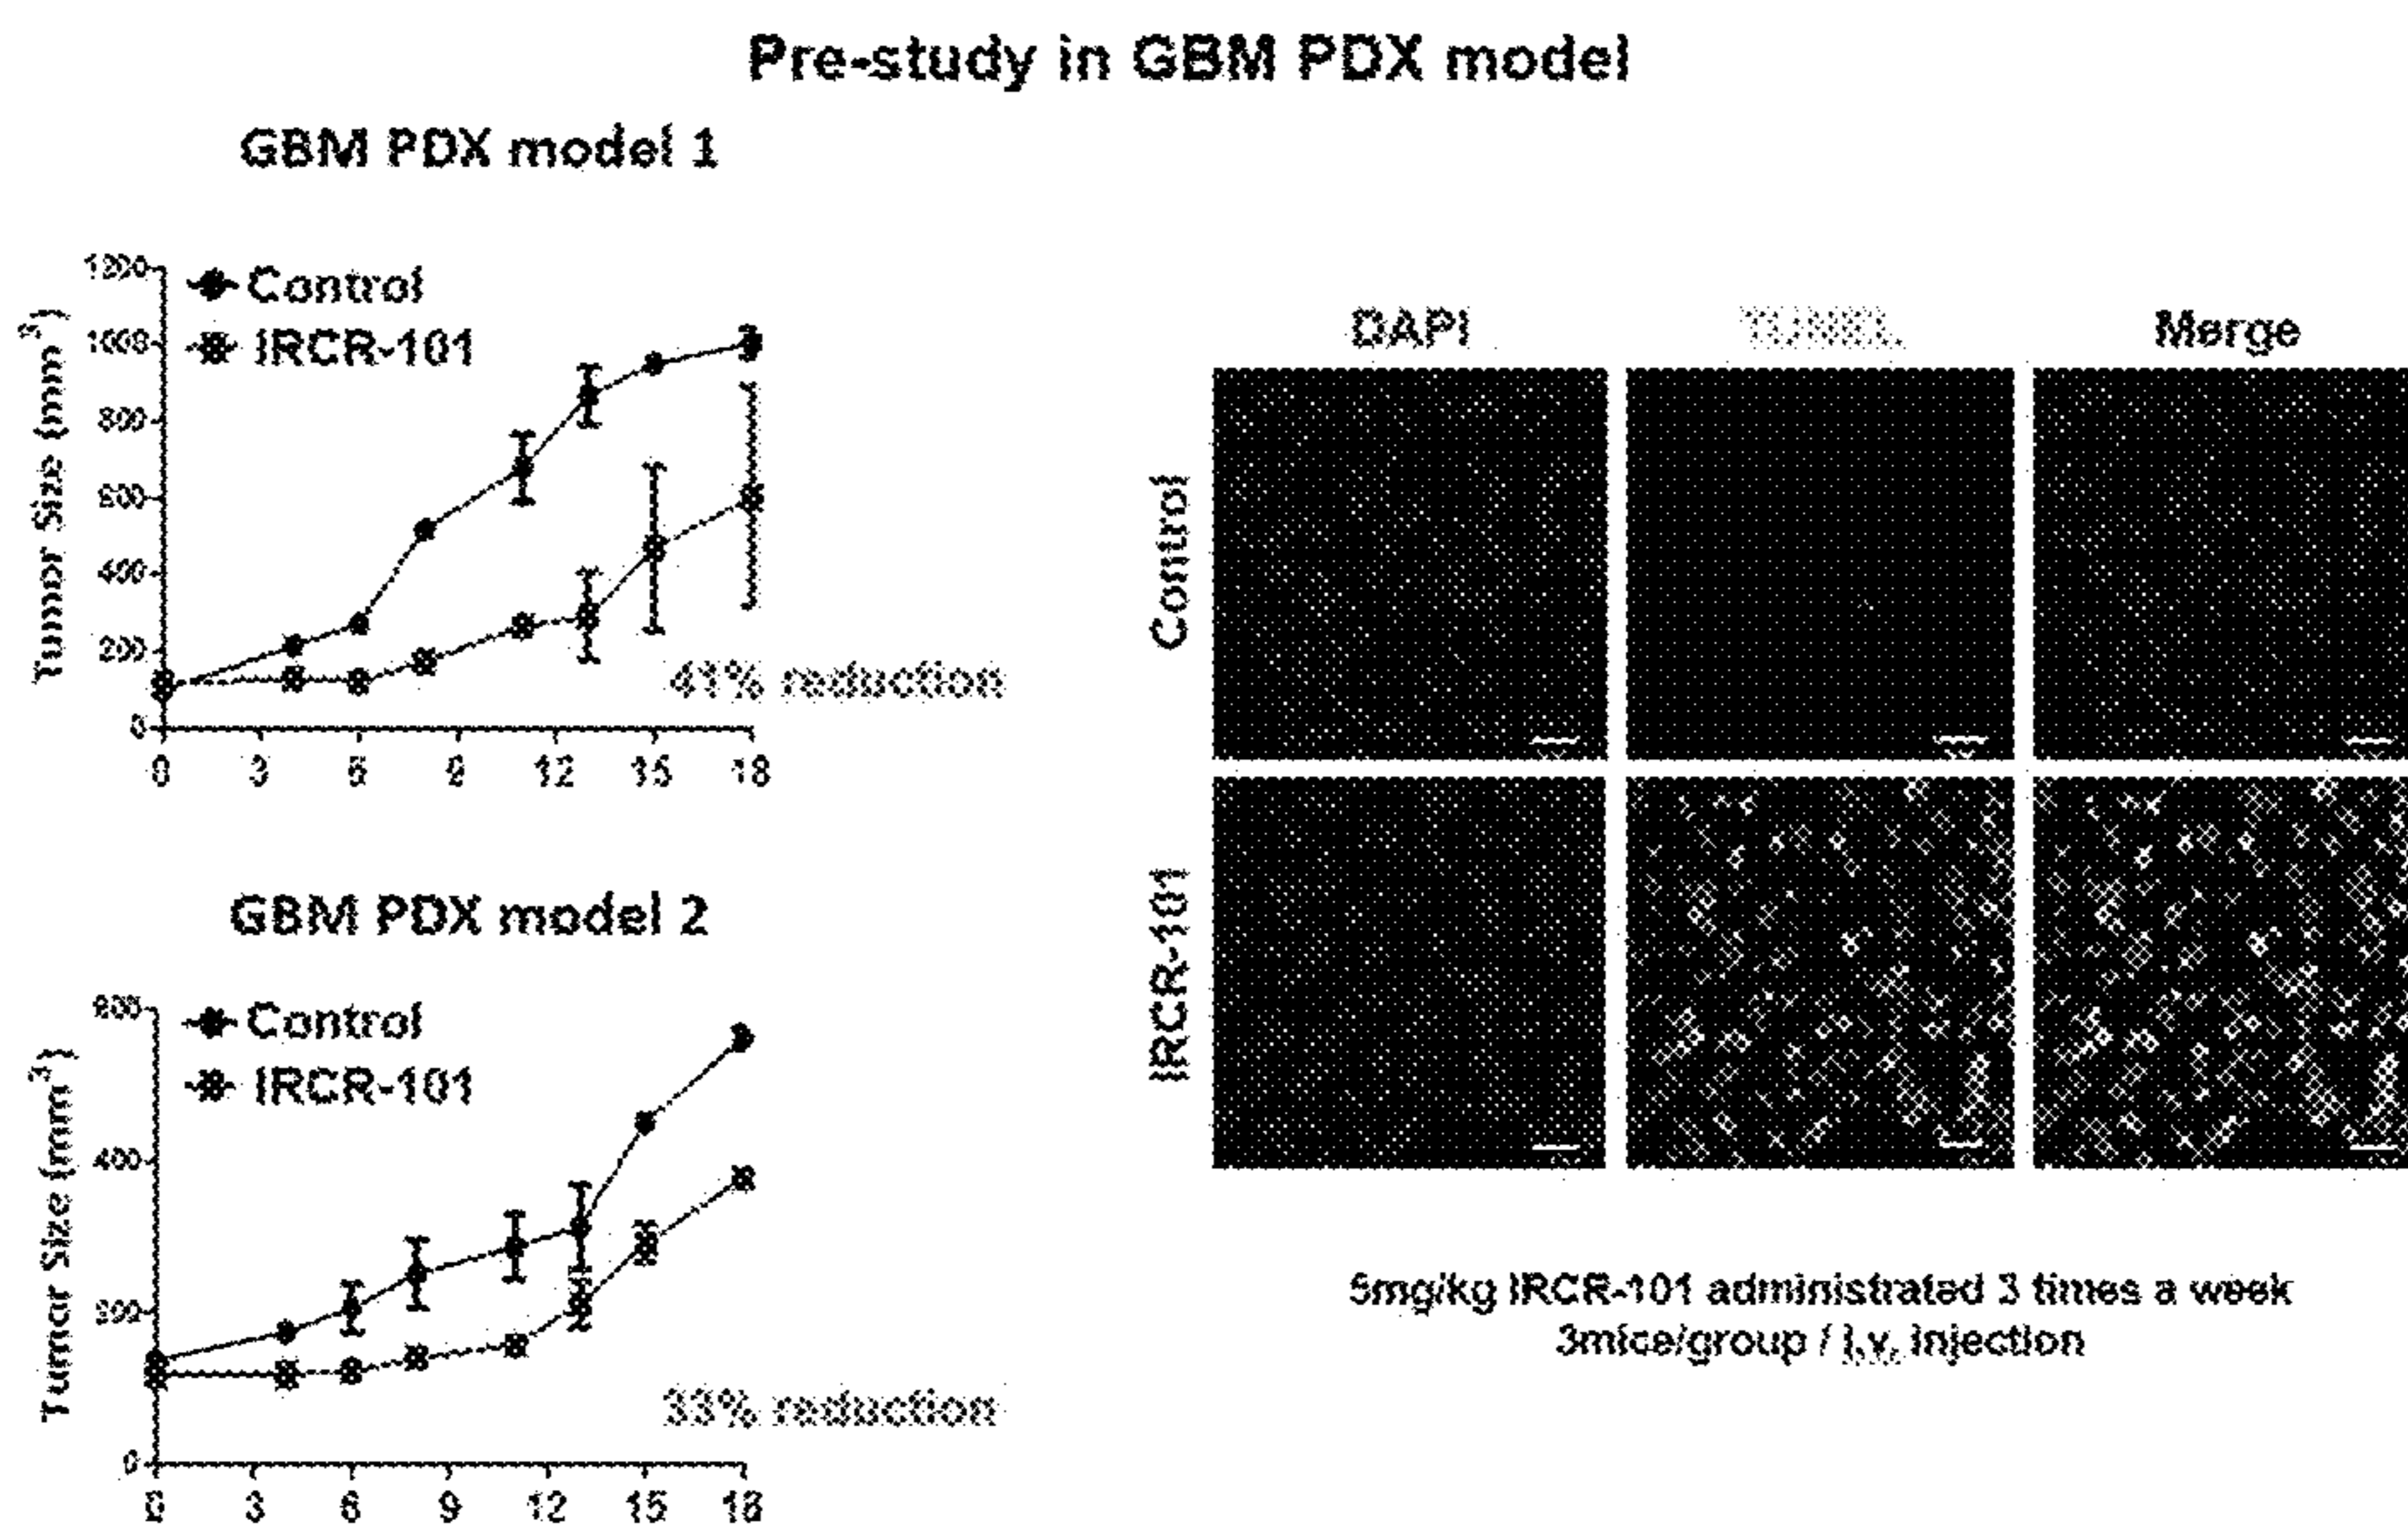 Pre-study in GBM PDX model
GBM PDX model 1
Tumor Size (mm³)
1200
1000
800
600
400
200
0
Control
IRCR-101
41% reduction
0 3 6 9 12 15 18
GBM PDX model 2
Tumor Size (mm³)
600
400
200
0
Control
IRCR-101
33% reduction
0 3 6 9 12 15 18
DAPI TUNEL Merge
Control
IRCR-101
5mg/kg IRCR-101 administrated 3 times a week
3mice/group / i.v. injection